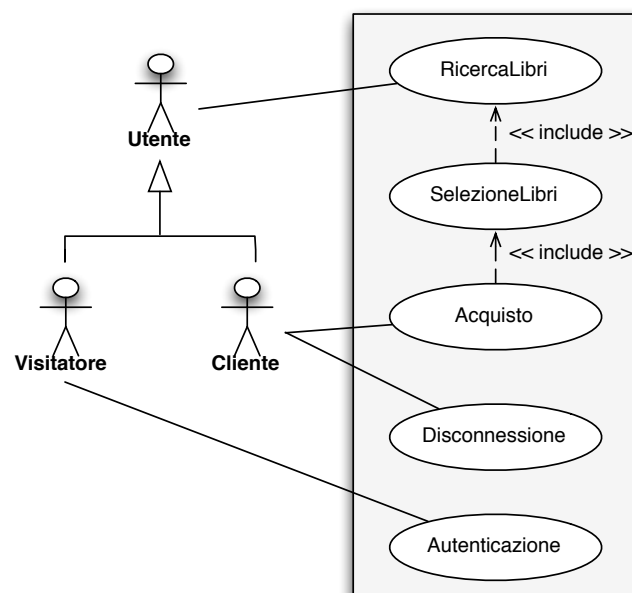 RicercaLibri
Utente
<< include >>
SelezioneLibri
<< include >>
Acquisto
Visitatore
Cliente
Disconnessione
Autenticazione